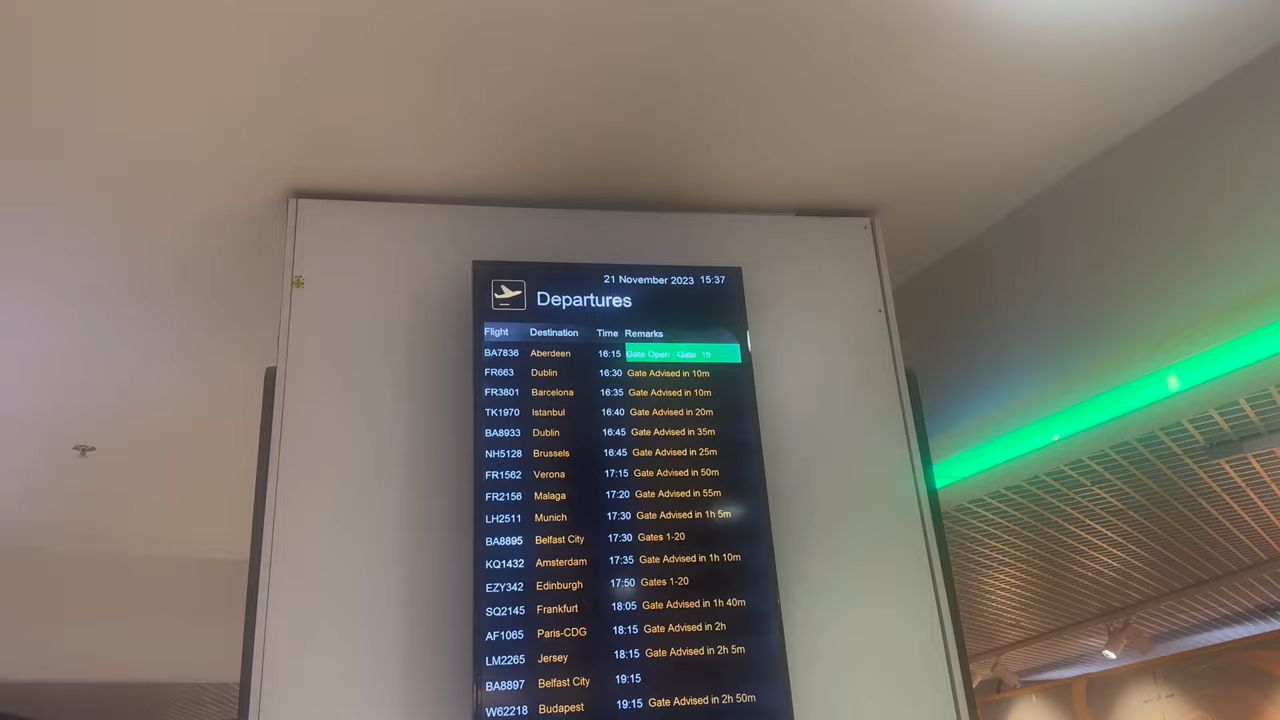 21 November 2023 15:37
Departures
Flight Destination Time Remarks
BA7836 Aberdeen 16:15 Gate Open - Gate 15
FR663 Dublin 16:30 Gate Advised in 10m
FR3801 Barcelona 16:35 Gate Advised in 10m
TK1970 Istanbul 16:40 Gate Advised in 20m
BA8933 Dublin 16:45 Gate Advised in 35m
NH5128 Brussels 16:45 Gate Advised in 25m
FR1562 Verona 17:15 Gate Advised in 50m
FR2156 Malaga 17:20 Gate Advised in 55m
LH2511 Munich 17:30 Gate Advised in 1h 5m
BA8895 Belfast City 17:30 Gates 1-20
KQ1432 Amsterdam 17:35 Gate Advised in 1h 10m
EZY342 Edinburgh 17:50 Gates 1-20
SQ2145 Frankfurt 18:05 Gate Advised in 1h 40m
AF1065 Paris-CDG 18:15 Gate Advised in 2h
LM2265 Jersey 18:15 Gate Advised in 2h 5m
BA8897 Belfast City 19:15
W62218 Budapest 19:15 Gate Advised in 2h 50m